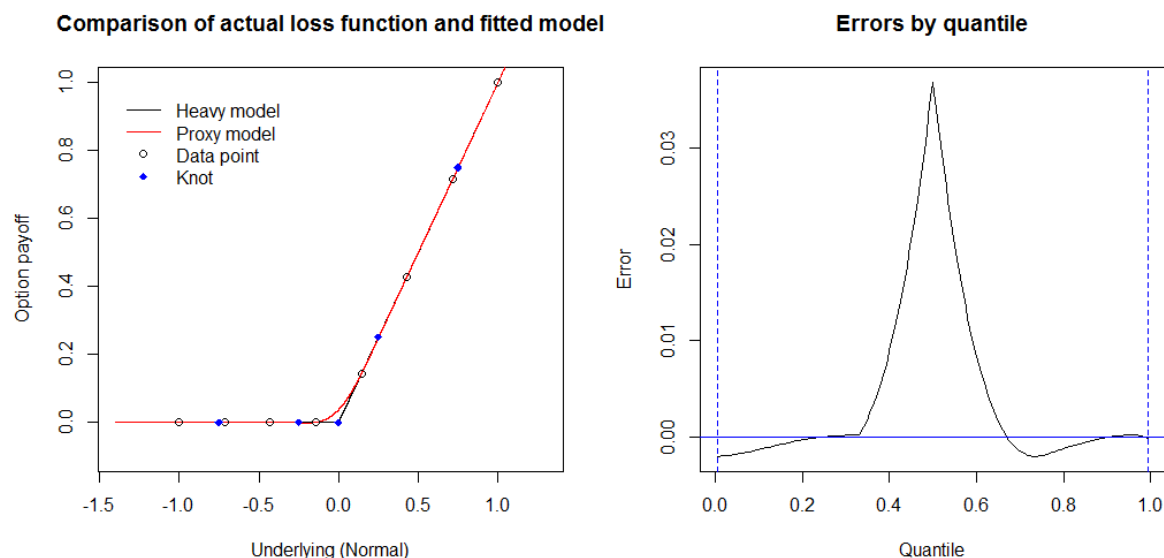 Comparison of actual loss function and fitted model
Option payoff
1.0
0.8
0.6
0.4
0.2
0.0
Heavy model
Proxy model
Data point
Knot
-1.5 -1.0 -0.5 0.0 0.5 1.0
Underlying (Normal)
Errors by quantile
Error
0.03
0.02
0.01
0.00
0.0 0.2 0.4 0.6 0.8 1.0
Quantile